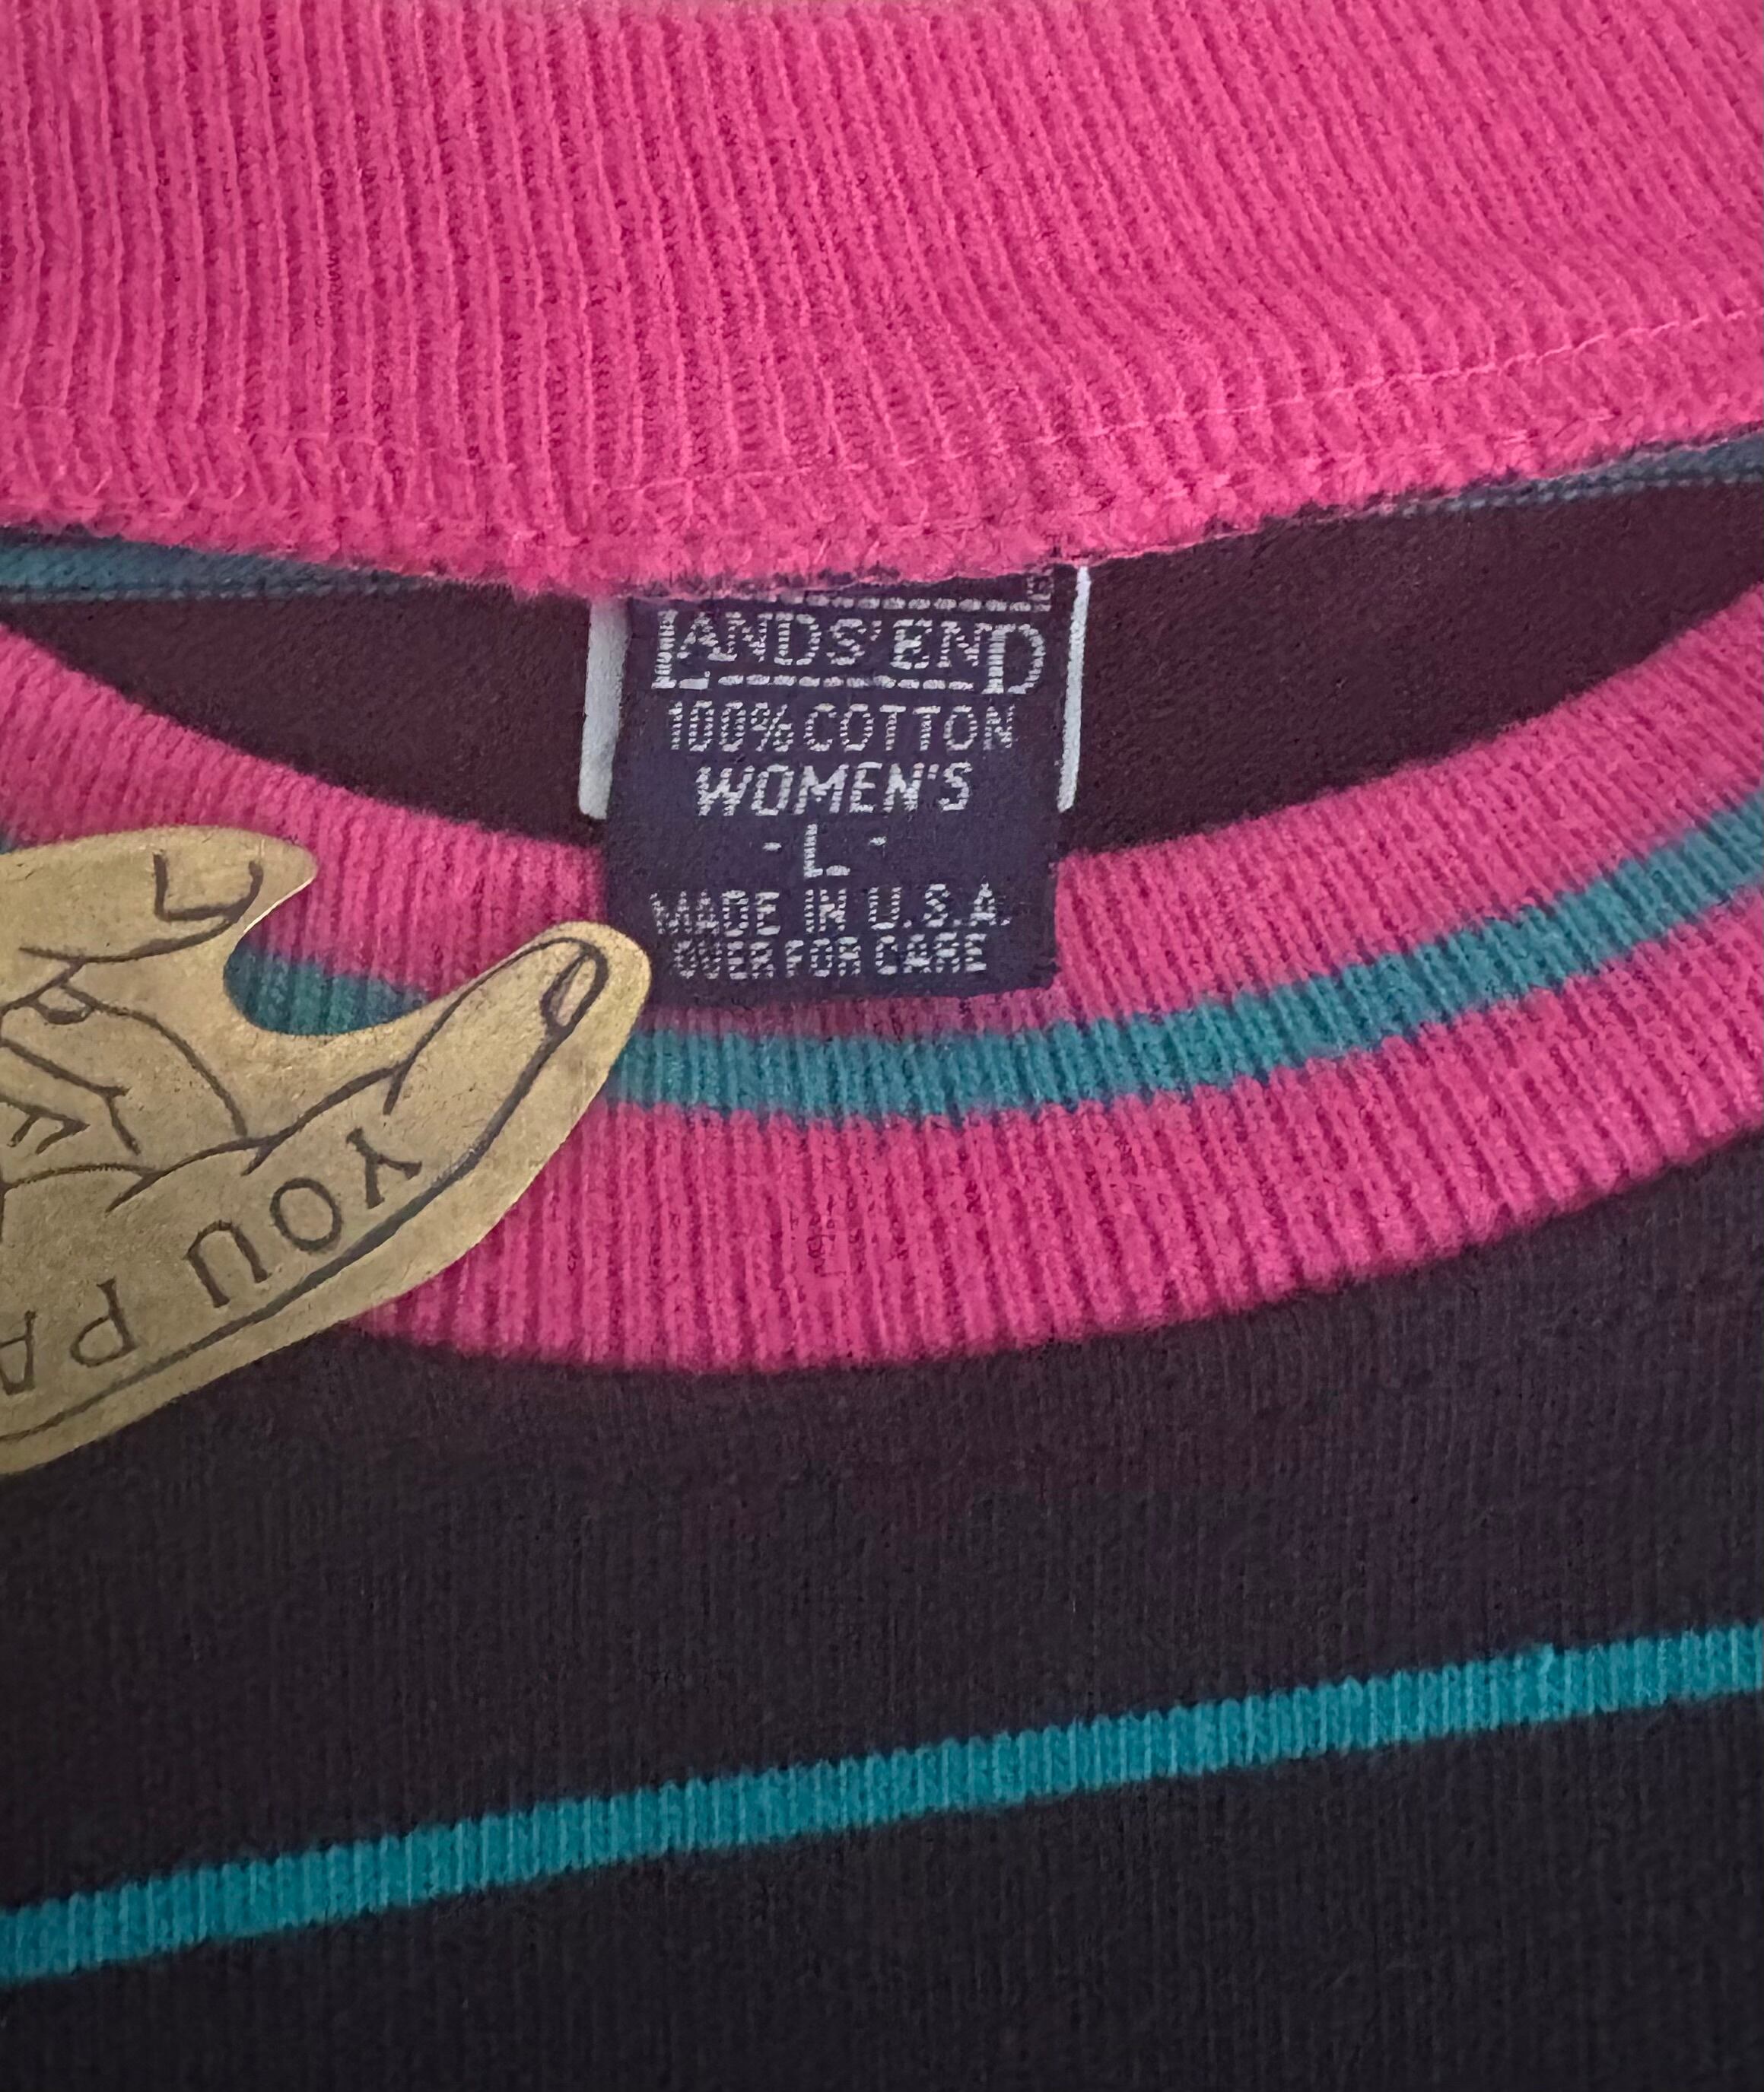 LANDS' END
100% COTTON
WOMEN'S
- L -
MADE IN U.S.A.
OVER FOR CARE
YOU PA